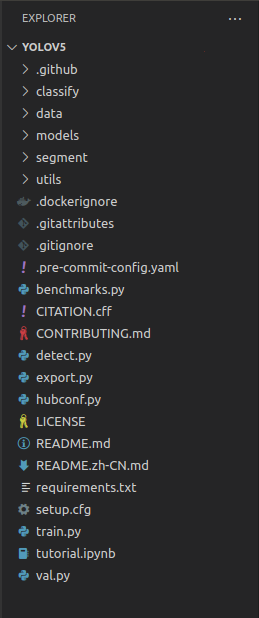 EXPLORER
YOLOV5
.github
classify
data
models
segment
utils
.dockerignore
.gitattributes
.gitignore
.pre-commit-config.yaml
benchmarks.py
CITATION.cff
CONTRIBUTING.md
detect.py
export.py
hubconf.py
LICENSE
README.md
README.zh-CN.md
requirements.txt
setup.cfg
train.py
tutorial.ipynb
val.py